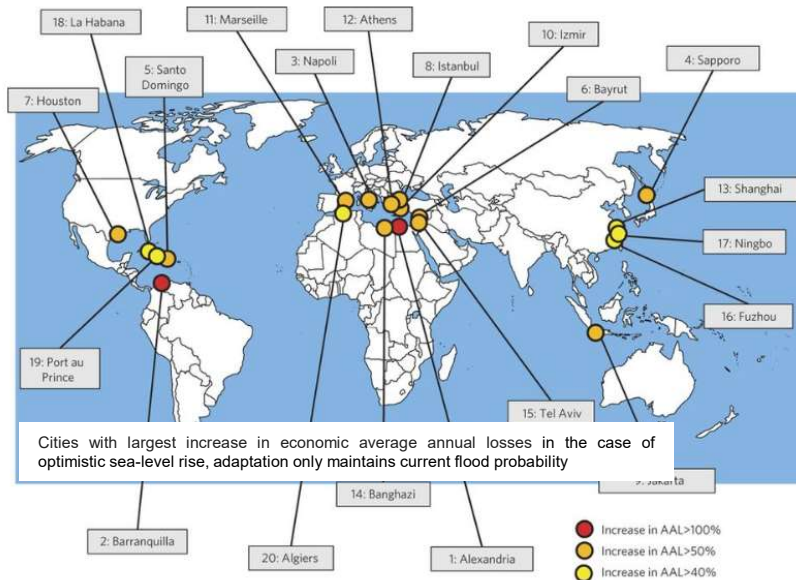 18: La Habana
11: Marseille
12: Athens
10: Izmir
5: Santo
Domingo
3: Napoli
8: Istanbul
4: Sapporo
7: Houston
6: Bayrut
13: Shanghai
17: Ningbo
16: Fuzhou
19: Port au
Prince
15: Tel Aviv
Cities with largest increase in economic average annual losses in the case of
optimistic sea-level rise, adaptation only maintains current flood probability
9: Jakarta
14: Banghazi
2: Barranquilla
20: Algiers
1: Alexandria
Increase in AAL>100%
Increase in AAL>50%
Increase in AAL>40%